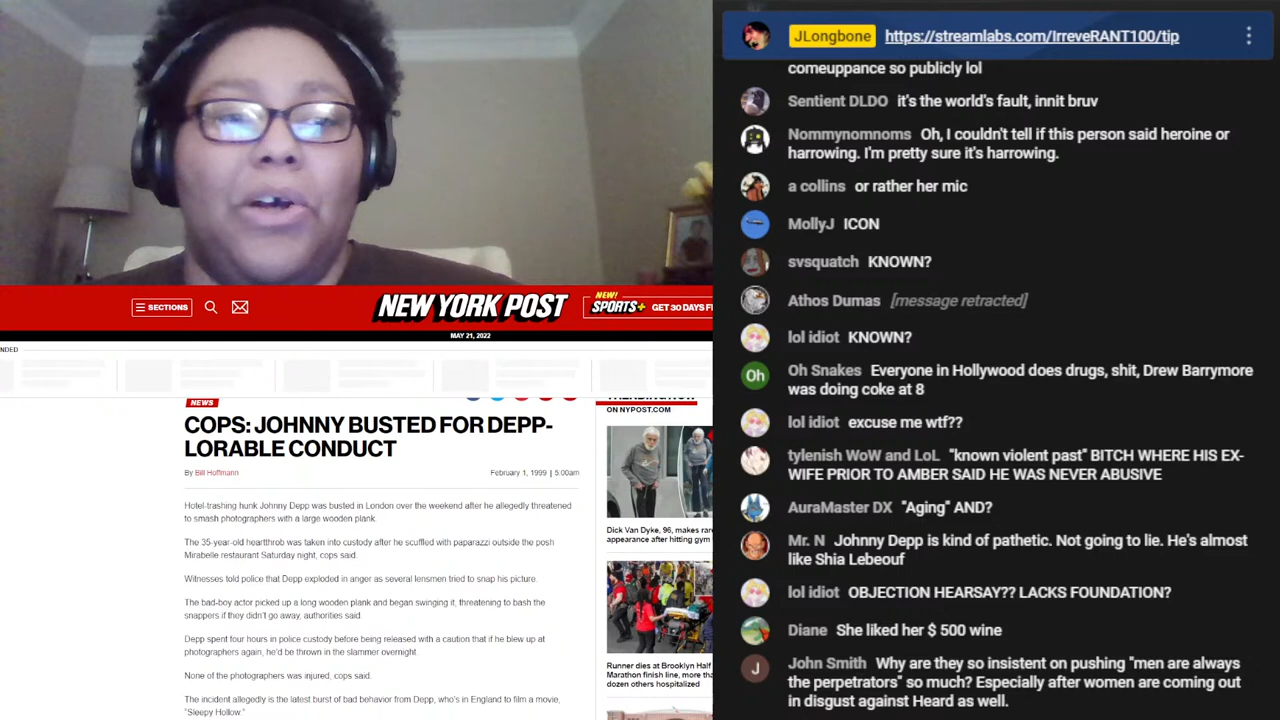 JLongbone https://streamlabs.com/IrreveRANT100/tip
comeuppance so publicly lol
Sentient DLDO it's the world's fault, innit bruv
Nommynomnoms Oh, I couldn't tell if this person said heroine or
harrowing. I'm pretty sure it's harrowing.
a collins or rather her mic
MollyJ ICON
svsquatch KNOWN?
Athos Dumas [message retracted]
lol idiot KNOWN?
Oh
Oh Snakes Everyone in Hollywood does drugs, shit, Drew Barrymore
was doing coke at 8
lol idiot excuse me wtf??
tylenish WoW and LoL "known violent past" BITCH WHERE HIS EX-
WIFE PRIOR TO AMBER SAID HE WAS NEVER ABUSIVE
AuraMaster DX "Aging" AND?
Mr. N Johnny Depp is kind of pathetic. Not going to lie. He's almost
like Shia Lebeouf
lol idiot OBJECTION HEARSAY?? LACKS FOUNDATION?
Diane She liked her $ 500 wine
J
John Smith Why are they so insistent on pushing "men are always
the perpetrators" so much? Especially after women are coming out
in disgust against Heard as well.
SECTIONS
NEW YORK POST
NEW!
SPORTS+
GET 30 DAYS F
MAY 21, 2022
NDED
NEWS
COPS: JOHNNY BUSTED FOR DEPP-
LORABLE CONDUCT
By Bill Hoffmann
February 1, 1999 | 5:00am
Hotel-trashing hunk Johnny Depp was busted in London over the weekend after he allegedly threatened
to smash photographers with a large wooden plank.
The 35-year-old heartthrob was taken into custody after he scuffled with paparazzi outside the posh
Mirabelle restaurant Saturday night, cops said.
Witnesses told police that Depp exploded in anger as several lensmen tried to snap his picture.
The bad-boy actor picked up a long wooden plank and began swinging it, threatening to bash the
snappers if they didn't go away, authorities said.
Depp spent four hours in police custody before being released with a caution that if he blew up at
photographers again, he'd be thrown in the slammer overnight.
None of the photographers was injured, cops said.
The incident allegedly is the latest burst of bad behavior from Depp, who's in England to film a movie,
"Sleepy Hollow."
ON NYPOST.COM
Dick Van Dyke, 96, makes rare
appearance after hitting gym
Runner dies at Brooklyn Half
Marathon finish line, more tha
dozen others hospitalized